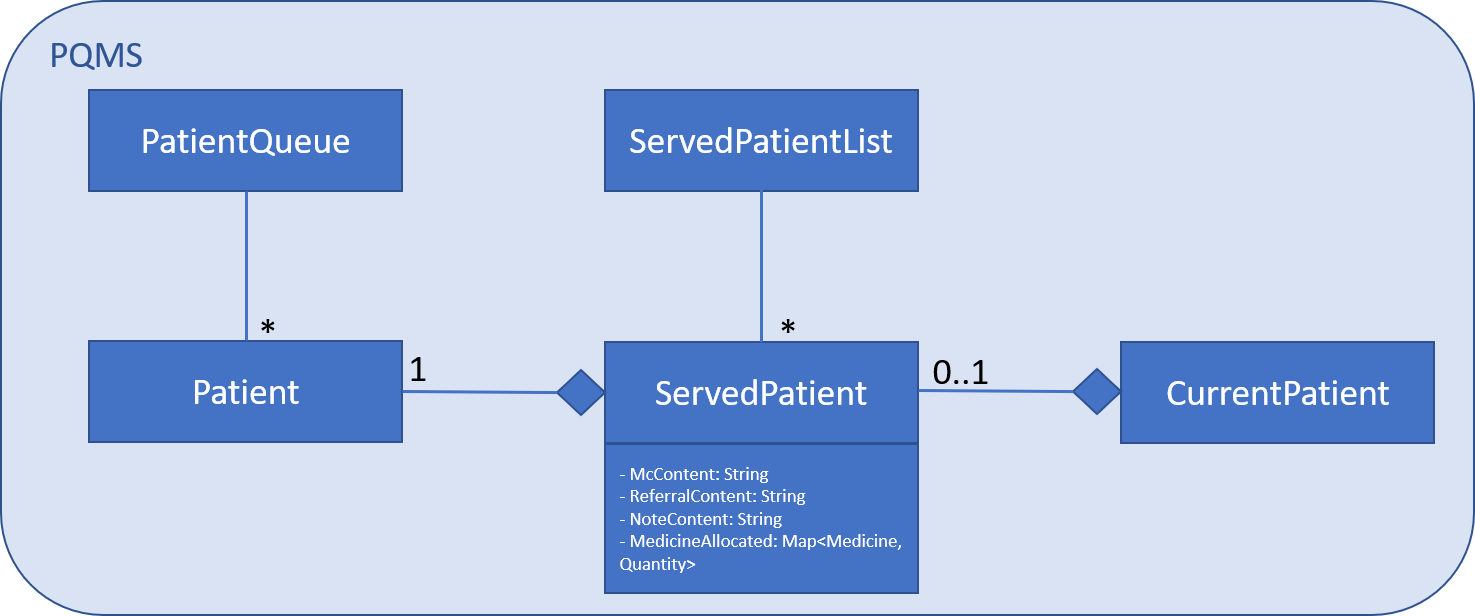 PQMS
PatientQueue
ServedPatientList
*
*
Patient
1
ServedPatient
0..1
CurrentPatient
- McContent: String
- ReferralContent: String
- NoteContent: String
- MedicineAllocated: Map<Medicine,
Quantity>